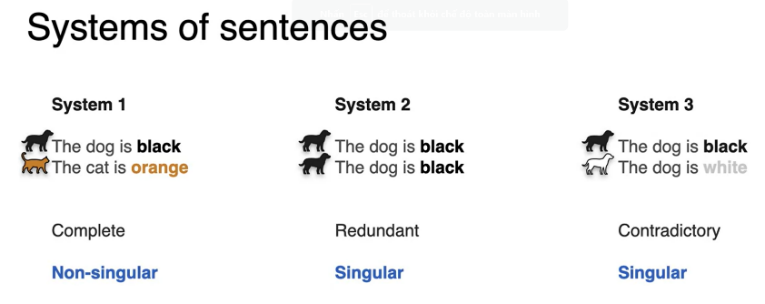 Systems of sentences
System 1
The dog is black
The cat is orange
Complete
Non-singular
System 2
The dog is black
The dog is black
Redundant
Singular
System 3
The dog is black
The dog is white
Contradictory
Singular